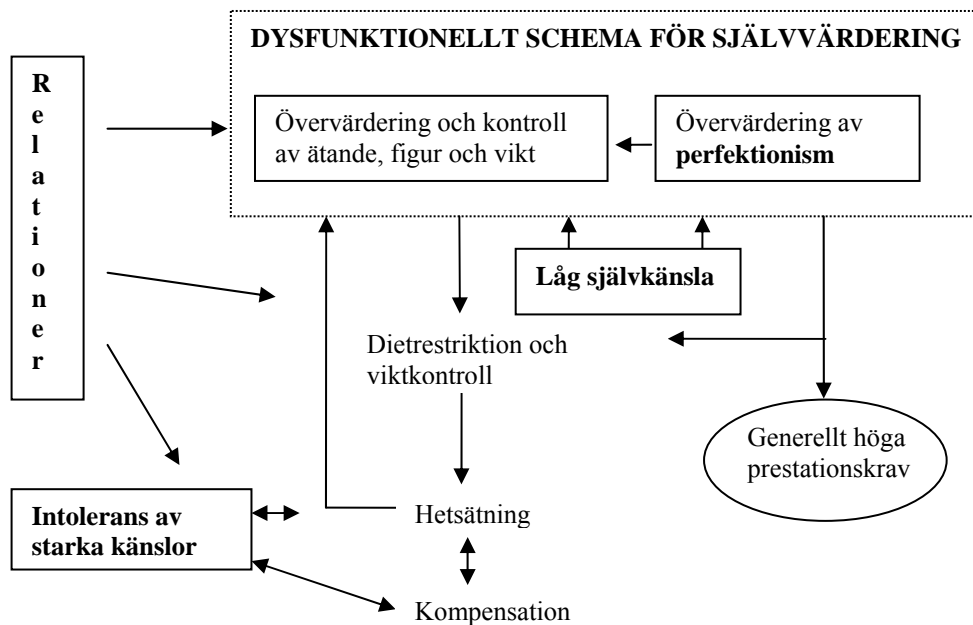 DYSFUNKTIONELLT SCHEMA FÖR SJÄLVVÄRDERING
Relationer
Övervärdering och kontroll
av ätande, figur och vikt
Övervärdering av
perfektionism
Låg självkänsla
Dietrestriktion och
viktkontroll
Generellt höga
prestationskrav
Intolerans av
starka känslor
Hetsätning
Kompensation